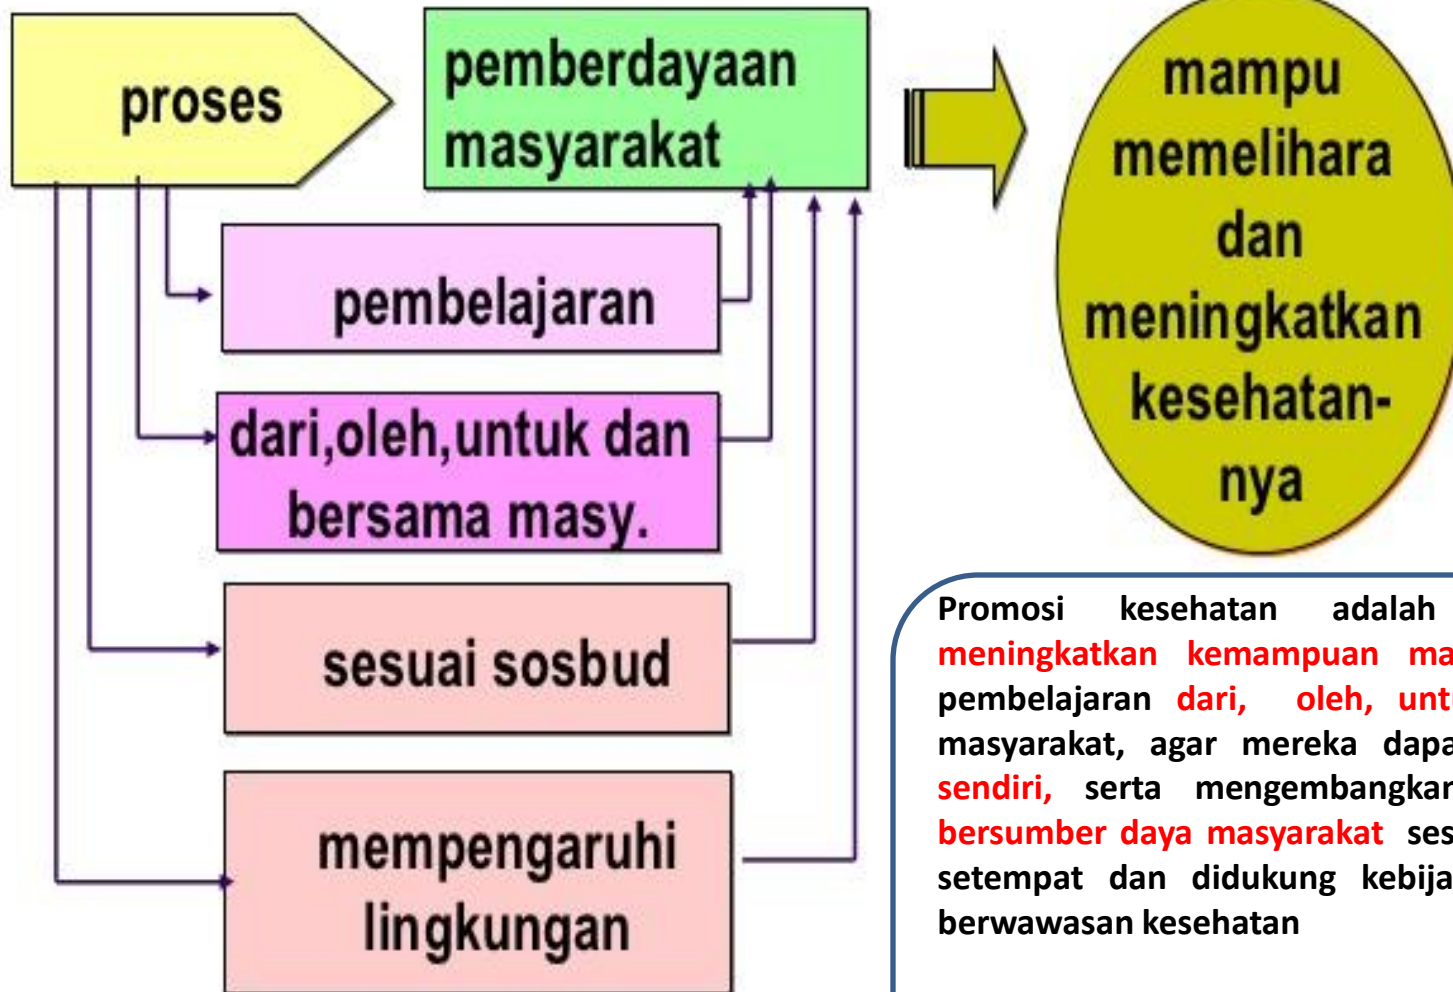 proses
pemberdayaan
masyarakat
pembelajaran
dari,oleh,untuk dan
bersama masy.
sesuai sosbud
mempengaruhi
lingkungan
mampu
memelihara
dan
meningkatkan
kesehatan-
nya
Promosi kesehatan adalah
meningkatkan kemampuan
pembelajaran dari, oleh,
masyarakat, agar mereka
sendiri, serta
bersumber daya masyarakat
setempat dan didukung
berwawasan kesehatan